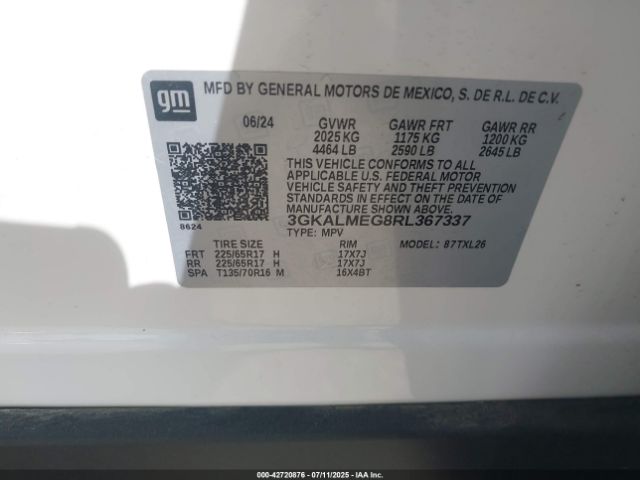 gm
MFD BY GENERAL MOTORS DE MEXICO, S. DE R.L. DE C.V.
06/24 GVWR GAWR FRT GAWR RR
2025 KG 1175 KG 1200 KG
4464 LB 2590 LB 2645 LB
THIS VEHICLE CONFORMS TO ALL
APPLICABLE U.S. FEDERAL MOTOR
VEHICLE SAFETY AND THEFT PREVENTION
STANDARDS IN EFFECT ON THE DATE OF
MANUFACTURE SHOWN ABOVE.
8624
3GKALMEG8RL367337
TYPE: MPV MODEL: 87TXL26
TIRE SIZE RIM
FRT 225/65R17 H 17X7J
RR 225/65R17 H 17X7J
SPA T135/70R16 M 16X4BT
000-42720876 - 07/11/2025 - IAA, Inc.